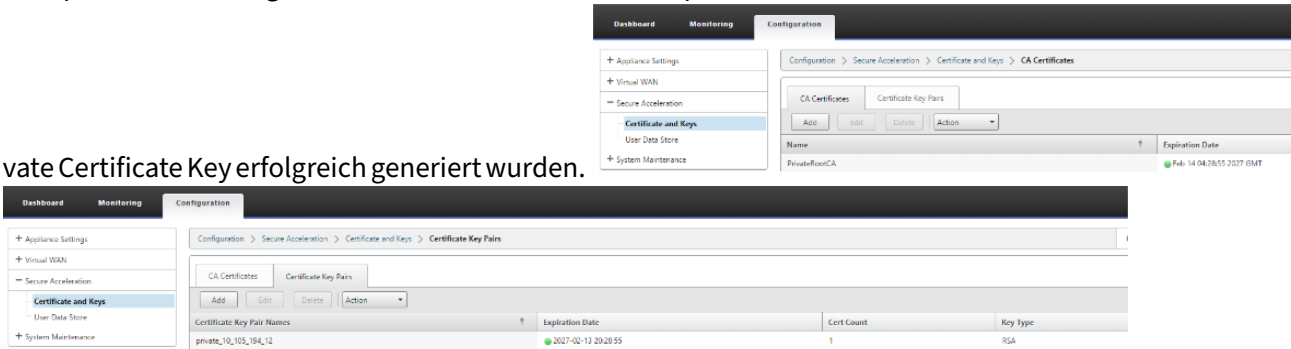 Dashboard Monitoring Configuration
+ Appliance Settings
+ Virtual WAN
− Secure Acceleration
Certificate and Keys
User Data Store
+ System Maintenance
Configuration > Secure Acceleration > Certificate and Keys > CA Certificates
CA Certificates Certificate Key Pairs
Add Edit Delete Action
Name Expiration Date
PrivateRootCA Feb 14 04:28:55 2027 GMT
vate Certificate Key erfolgreich generiert wurden.
Dashboard Monitoring Configuration
+ Appliance Settings
+ Virtual WAN
− Secure Acceleration
Certificate and Keys
User Data Store
+ System Maintenance
Configuration > Secure Acceleration > Certificate and Keys > Certificate Key Pairs
CA Certificates Certificate Key Pairs
Add Edit Delete Action
Certificate Key Pair Names Expiration Date Cert Count Key Type
private_10_105_194_12 2027-02-13 20:28:55 1 RSA